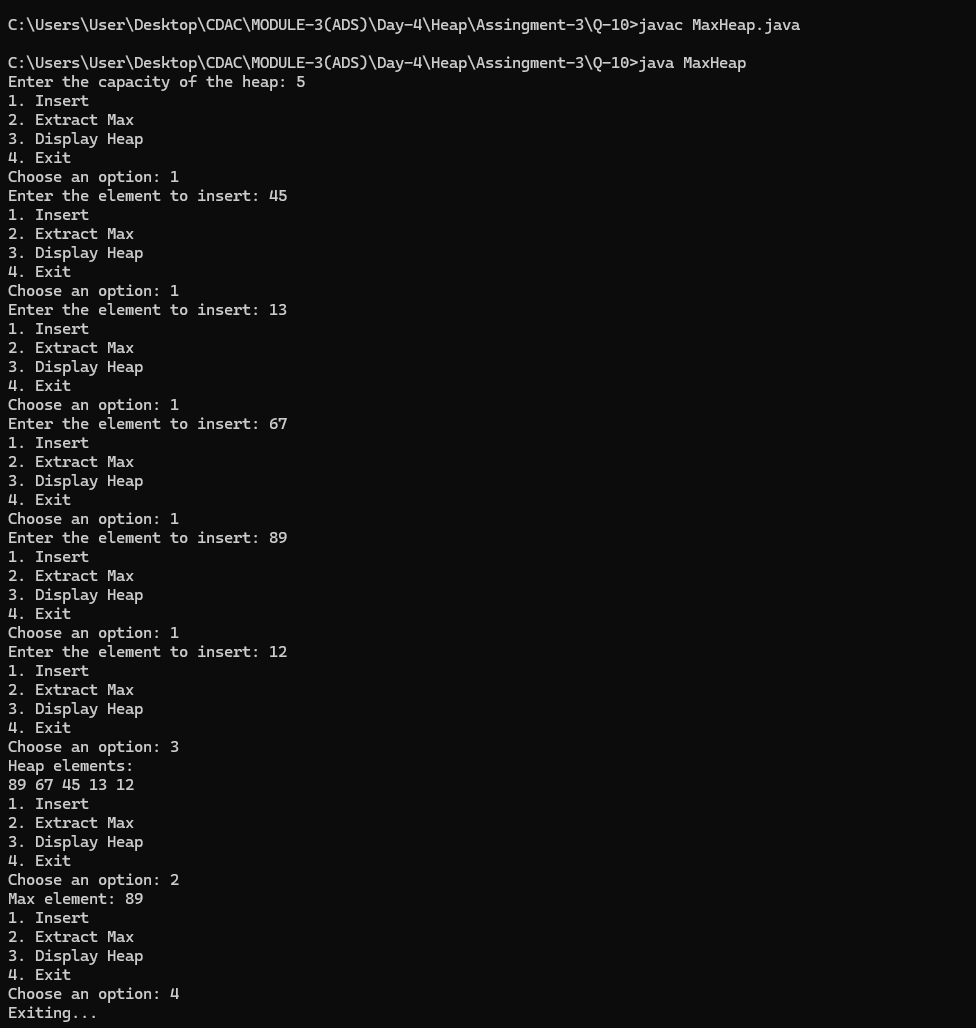 C:\Users\User\Desktop\CDAC\MODULE-3(ADS)\Day-4\Heap\Assingment-3\Q-10>javac MaxHeap.java
C:\Users\User\Desktop\CDAC\MODULE-3(ADS)\Day-4\Heap\Assingment-3\Q-10>java MaxHeap
Enter the capacity of the heap: 5
1. Insert
2. Extract Max
3. Display Heap
4. Exit
Choose an option: 1
Enter the element to insert: 45
1. Insert
2. Extract Max
3. Display Heap
4. Exit
Choose an option: 1
Enter the element to insert: 13
1. Insert
2. Extract Max
3. Display Heap
4. Exit
Choose an option: 1
Enter the element to insert: 67
1. Insert
2. Extract Max
3. Display Heap
4. Exit
Choose an option: 1
Enter the element to insert: 89
1. Insert
2. Extract Max
3. Display Heap
4. Exit
Choose an option: 1
Enter the element to insert: 12
1. Insert
2. Extract Max
3. Display Heap
4. Exit
Choose an option: 3
Heap elements:
89 67 45 13 12
1. Insert
2. Extract Max
3. Display Heap
4. Exit
Choose an option: 2
Max element: 89
1. Insert
2. Extract Max
3. Display Heap
4. Exit
Choose an option: 4
Exiting...